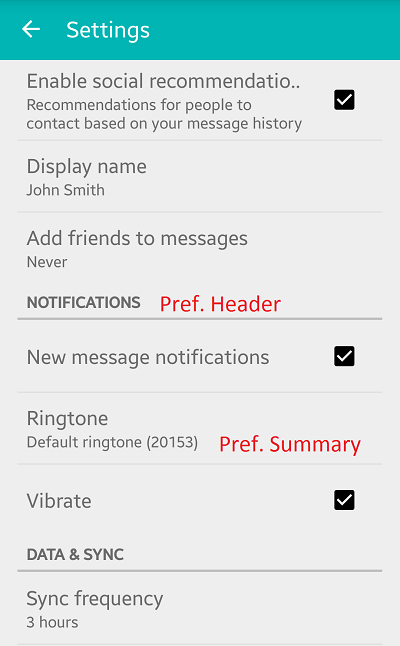 Settings
Enable social recommendatio..
Recommendations for people to
contact based on your message history
Display name
John Smith
Add friends to messages
Never
NOTIFICATIONS Pref. Header
New message notifications
Ringtone
Default ringtone (20153) Pref. Summary
Vibrate
DATA & SYNC
Sync frequency
3 hours